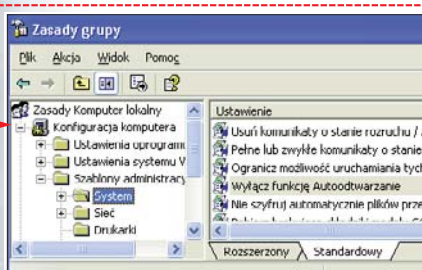 Zasady grupy
Plik Akcja Widok Pomoc
Zasady Komputer lokalny
Konfiguracja komputera
Ustawienia oprogramo
Ustawienia systemu W
Szablony administracy
System
Sieć
Drukarki
Ustawienie
Usuń komunikaty o stanie rozruchu /
Pełne lub zwykłe komunikaty o stanie
Ogranicz możliwość uruchamiania tych
Wyłącz funkcję Autoodtwarzanie
Nie szyfruj automatycznie plików prze
Rozszerzony Standardowy